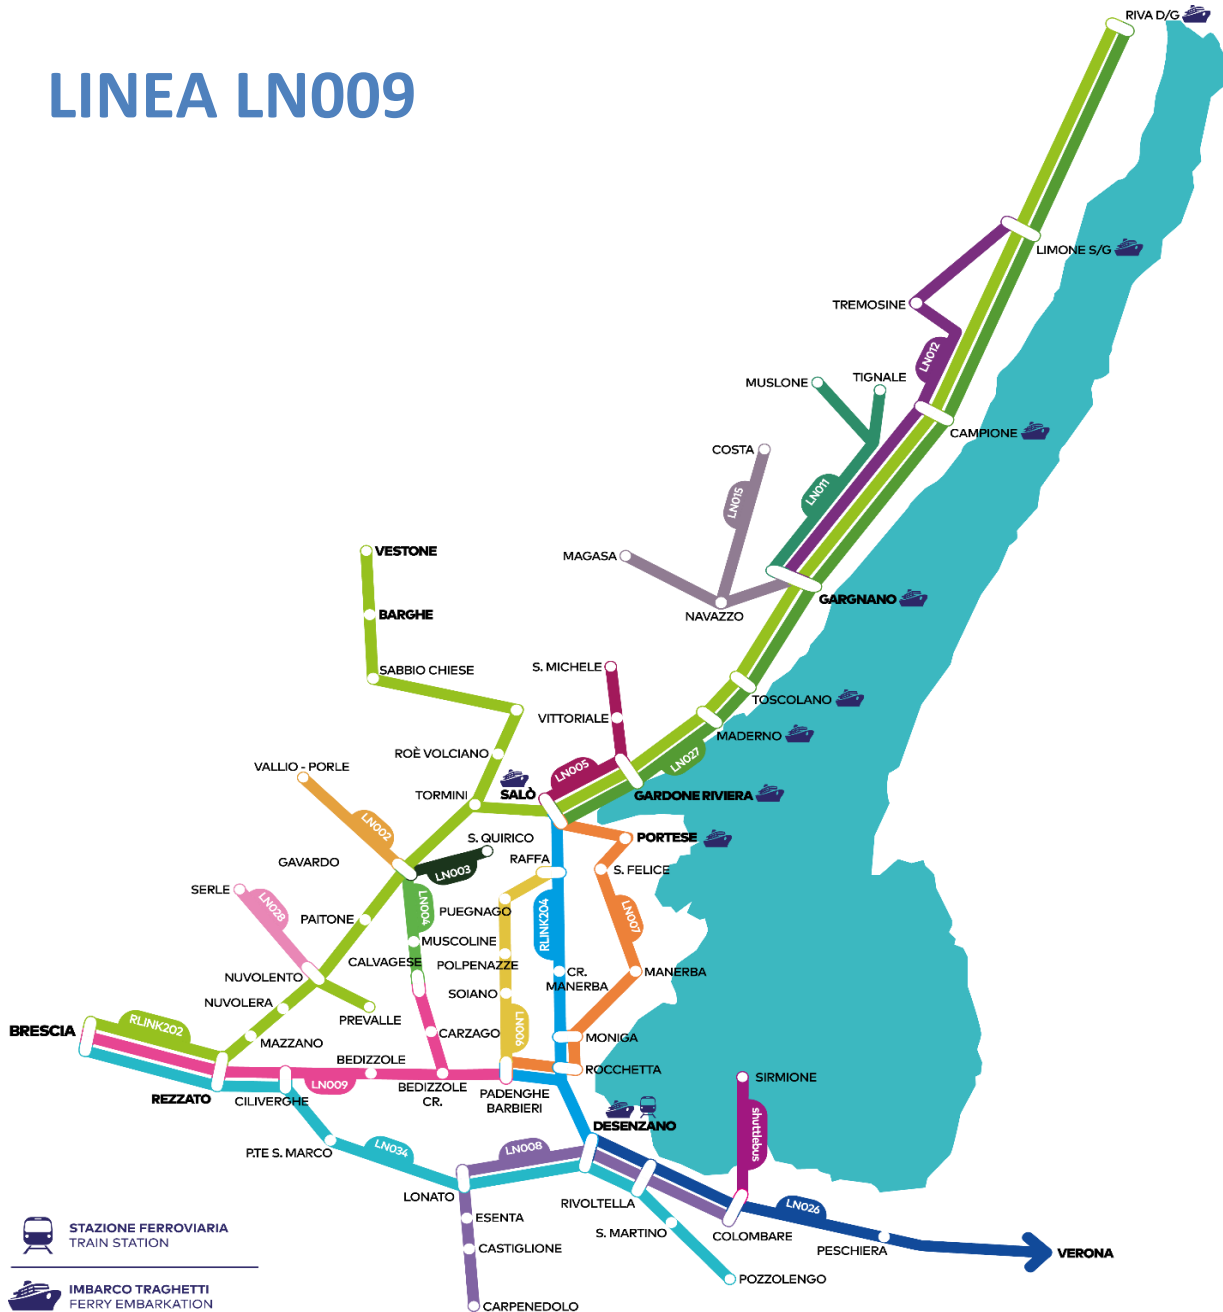 RIVA D/G
LINEA LN009
LIMONE S/G
TREMOSINE
LN012
TIGNALE
MUSLONE
CAMPIONE
COSTA
LN011
LN015
VESTONE
MAGASA
GARGNANO
BARGHE
NAVAZZO
SABBIO CHIESE
S. MICHELE
TOSCOLANO
VITTORIALE
MADERNO
ROÈ VOLCIANO
LN027
VALLIO - PORLE
LN005
TORMINI
SALÒ
GARDONE RIVIERA
LN002
S. QUIRICO
PORTESE
GAVARDO
RAFFA
LN003
S. FELICE
SERLE
LN028
LN004
PUEGNAGO
RLINK204
LN007
PAITONE
MUSCOLINE
CALVAGESE
POLPENAZZE
NUVOLENTO
CR.
MANERBA
MANERBA
SOIANO
NUVOLERA
PREVALLE
BRESCIA
RLINK202
CARZAGO
LN006
MONIGA
MAZZANO
BEDIZZOLE
ROCCHETTA
SIRMIONE
REZZATO
CILIVERGHE
LN009
BEDIZZOLE
CR.
PADENGHE
BARBIERI
DESENZANO
shuttlebus
P.TE S. MARCO
LN034
LN008
LONATO
RIVOLTELLA
LN026
ESENTA
S. MARTINO
COLOMBARE
PESCHIERA
VERONA
CASTIGLIONE
POZZOLENGO
CARPENEDOLO
STAZIONE FERROVIARIA
TRAIN STATION
IMBARCO TRAGHETTI
FERRY EMBARKATION